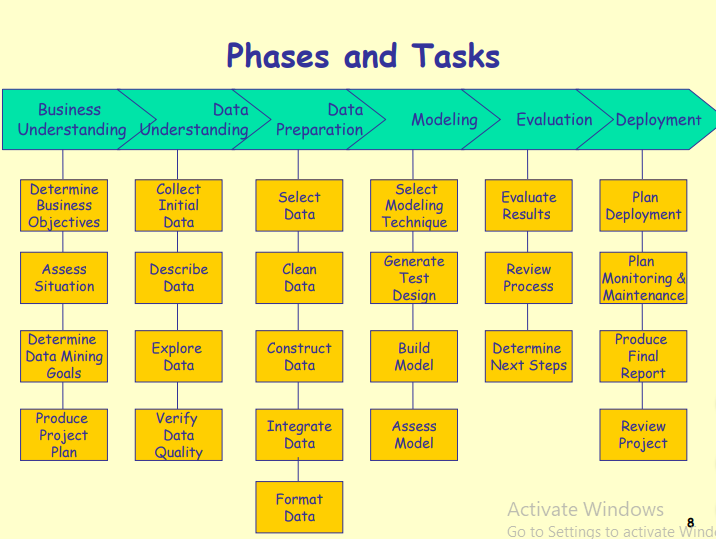 Phases and Tasks
Business
Understanding
Data
Understanding
Data
Preparation
Modeling
Evaluation
Deployment
Determine
Business
Objectives
Assess
Situation
Determine
Data Mining
Goals
Produce
Project
Plan
Collect
Initial
Data
Describe
Data
Explore
Data
Verify
Data
Quality
Select
Data
Clean
Data
Construct
Data
Integrate
Data
Format
Data
Select
Modeling
Technique
Generate
Test
Design
Build
Model
Assess
Model
Evaluate
Results
Review
Process
Determine
Next Steps
Plan
Deployment
Plan
Monitoring &
Maintenance
Produce
Final
Report
Review
Project
Activate Windows
8
Go to Settings to activate Wind